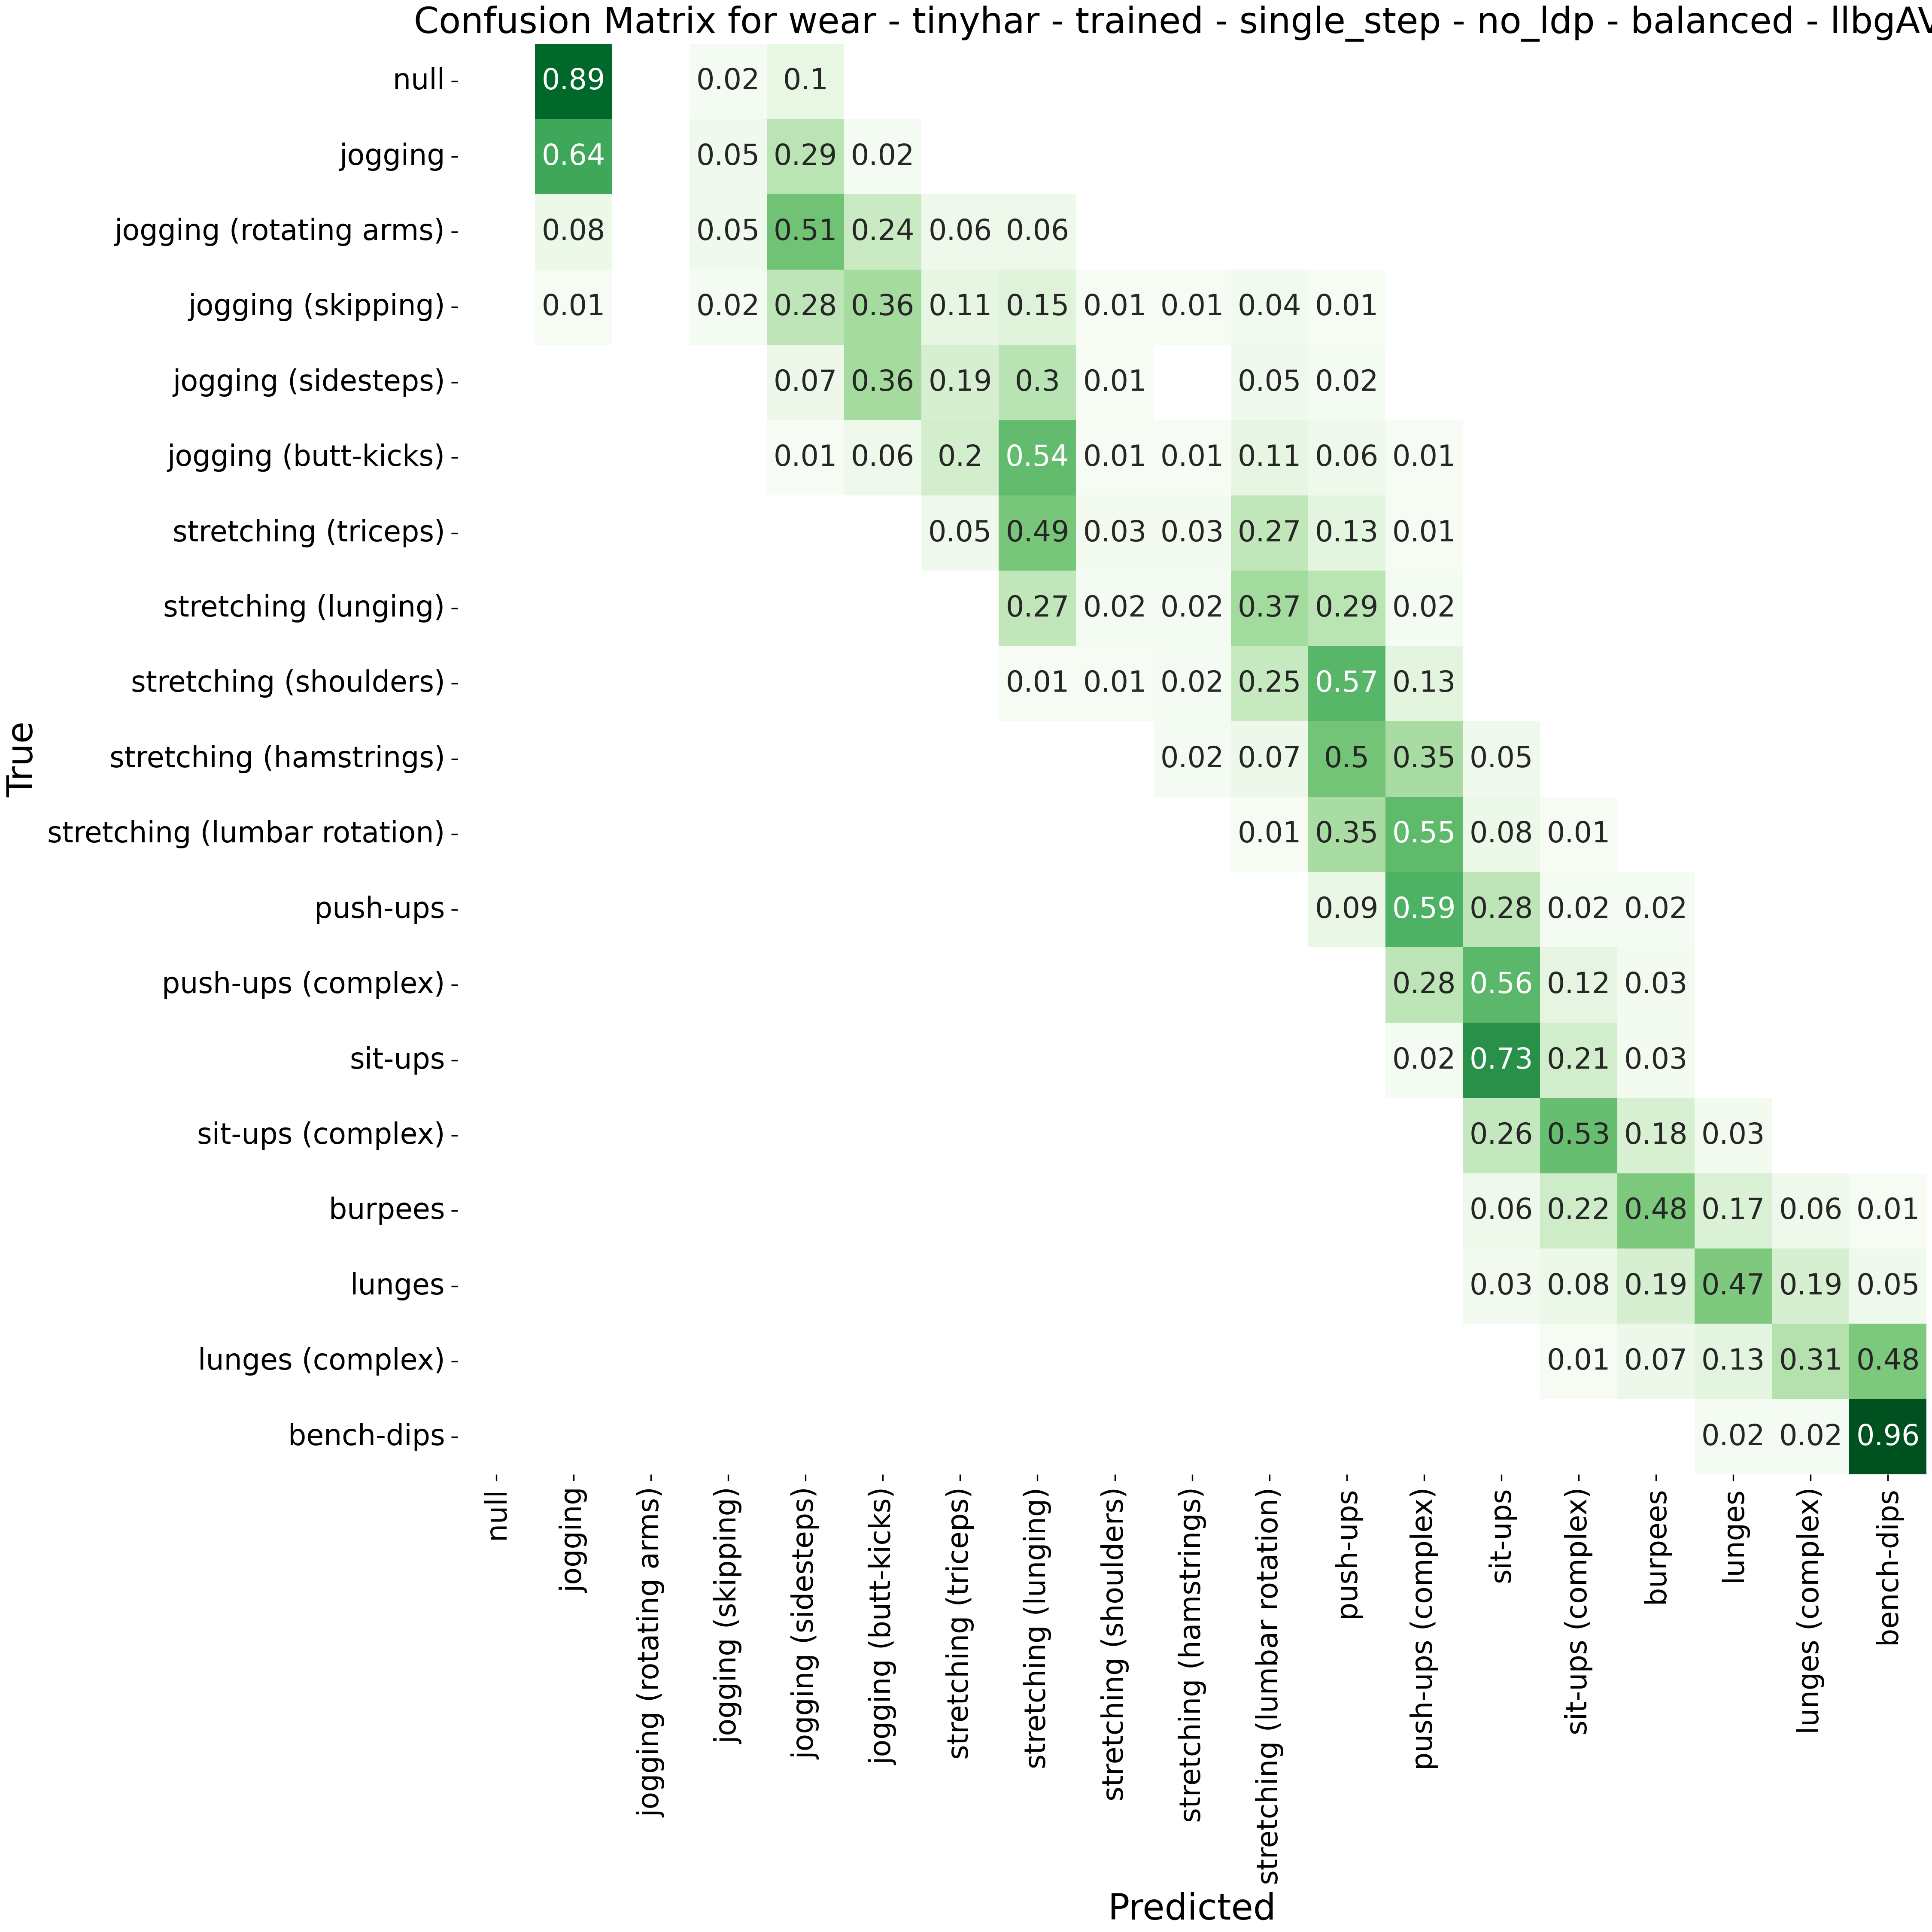 Confusion Matrix for wear - tinyhar - trained - single_step - no_ldp - balanced - llbgAV
null 0.89 0.02 0.1
jogging 0.64 0.05 0.29 0.02
jogging (rotating arms) 0.08 0.05 0.51 0.24 0.06 0.06
jogging (skipping) 0.01 0.02 0.28 0.36 0.11 0.15 0.01 0.01 0.04 0.01
jogging (sidesteps) 0.07 0.36 0.19 0.3 0.01 0.05 0.02
jogging (butt-kicks) 0.01 0.06 0.2 0.54 0.01 0.01 0.11 0.06 0.01
stretching (triceps) 0.05 0.49 0.03 0.03 0.27 0.13 0.01
stretching (lunging) 0.27 0.02 0.02 0.37 0.29 0.02
stretching (shoulders) 0.01 0.01 0.02 0.25 0.57 0.13
stretching (hamstrings) 0.02 0.07 0.5 0.35 0.05
stretching (lumbar rotation) 0.01 0.35 0.55 0.08 0.01
push-ups 0.09 0.59 0.28 0.02 0.02
push-ups (complex) 0.28 0.56 0.12 0.03
sit-ups 0.02 0.73 0.21 0.03
sit-ups (complex) 0.26 0.53 0.18 0.03
burpees 0.06 0.22 0.48 0.17 0.06 0.01
lunges 0.03 0.08 0.19 0.47 0.19 0.05
lunges (complex) 0.01 0.07 0.13 0.31 0.48
bench-dips 0.02 0.02 0.96
True
null
jogging
jogging (rotating arms)
jogging (skipping)
jogging (sidesteps)
jogging (butt-kicks)
stretching (triceps)
stretching (lunging)
stretching (shoulders)
stretching (hamstrings)
stretching (lumbar rotation)
push-ups
push-ups (complex)
sit-ups
sit-ups (complex)
burpees
lunges
lunges (complex)
bench-dips
Predicted